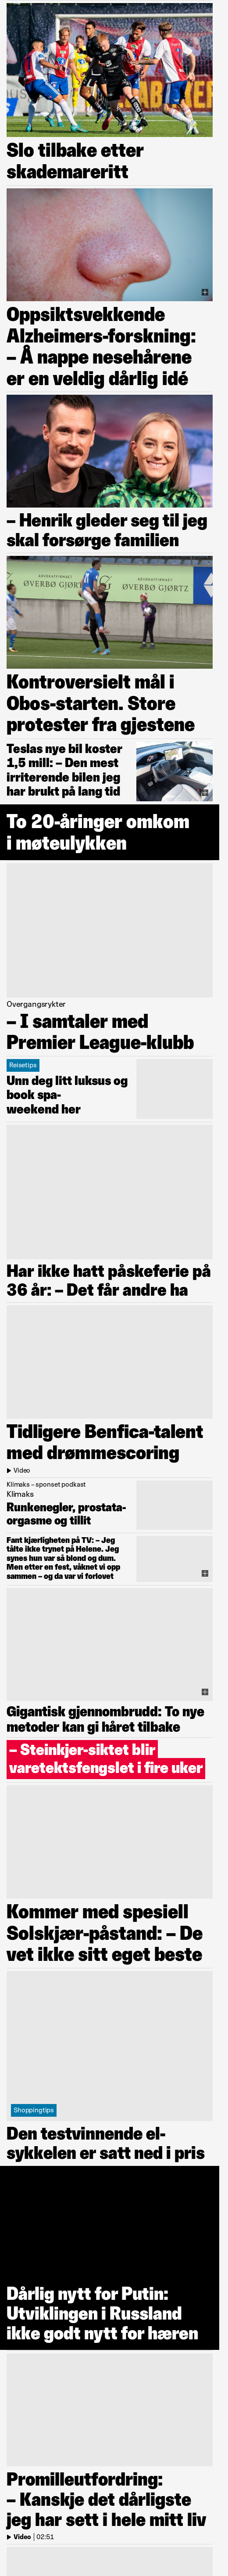 Slo tilbake etter
skademareritt
Oppsiktsvekkende
Alzheimers-forskning:
– Å nappe nesehårene
er en veldig dårlig idé
– Henrik gleder seg til jeg
skal forsørge familien
ADVOKATFIRMAET
ØVERBØ GJØRTZ
ADVOKATFIRMAET
ØVERBØ GJØRTZ
Kontroversielt mål i
Obos-starten. Store
protester fra gjestene
Teslas nye bil koster
1,5 mill: – Den mest
irriterende bilen jeg
har brukt på lang tid
To 20-åringer omkom
i møteulykken
Overgangsrykter
– I samtaler med
Premier League-klubb
Reisetips
Unn deg litt luksus og
book spa-
weekend her
Har ikke hatt påskeferie på
36 år: – Det får andre ha
Tidligere Benfica-talent
med drømmescoring
Video
Klimaks – sponset podkast
Klimaks
Runkenegler, prostata-
orgasme og tillit
Fant kjærligheten på TV: – Jeg
tålte ikke trynet på Helene. Jeg
synes hun var så blond og dum.
Men etter en fest, våknet vi opp
sammen – og da var vi forlovet
Gigantisk gjennombrudd: To nye
metoder kan gi håret tilbake
– Steinkjer-siktet blir
varetektsfengslet i fire uker
Kommer med spesiell
Solskjær-påstand: – De
vet ikke sitt eget beste
Shoppingtips
Den testvinnende el-
sykkelen er satt ned i pris
Dårlig nytt for Putin:
Utviklingen i Russland
ikke godt nytt for hæren
Promilleutfordring:
– Kanskje det dårligste
jeg har sett i hele mitt liv
Video | 02:51